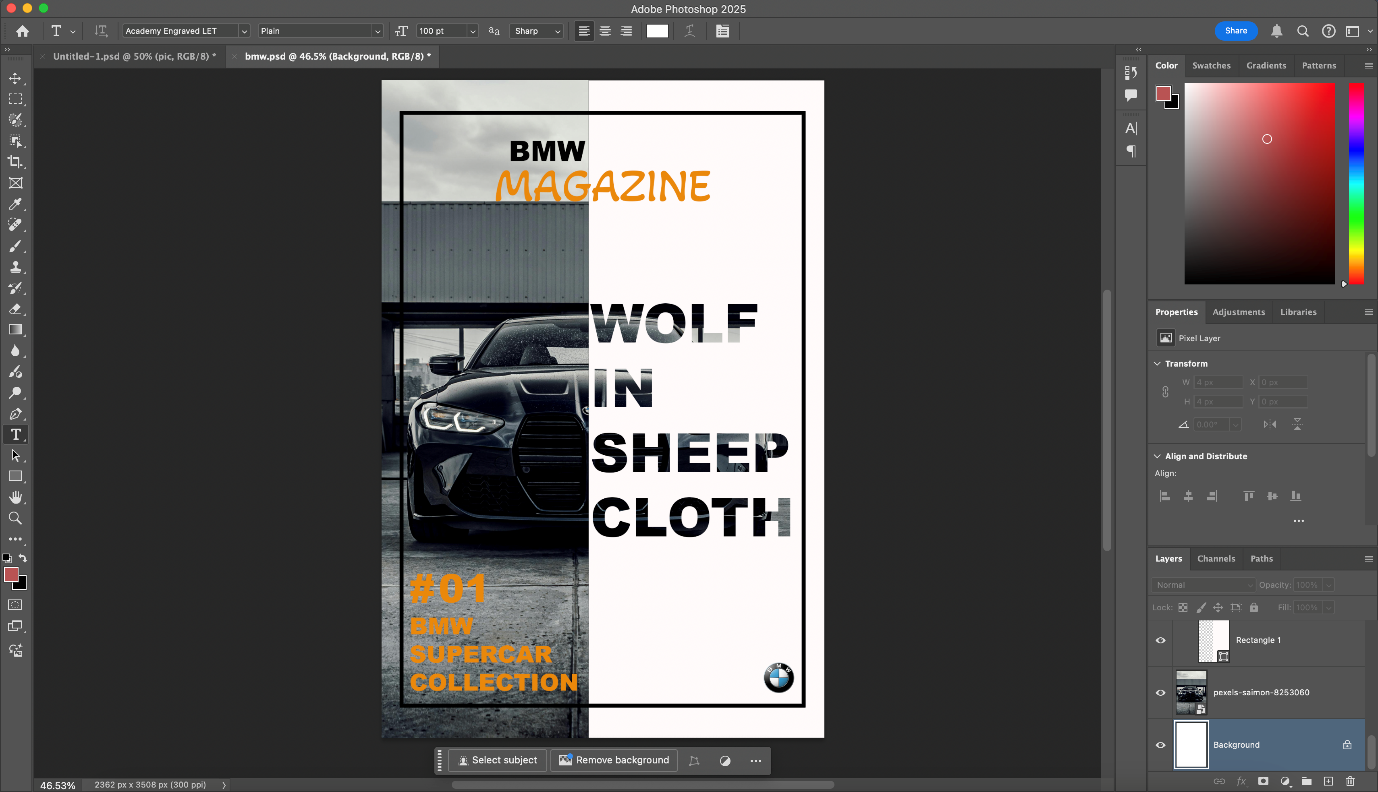 Adobe Photoshop 2025
T Academy Engraved LET Plain 100 pt Sharp Share
Untitled-1.psd @ 50% (pic, RGB/8) *
bmw.psd @ 46.5% (Background, RGB/8) *
BMW
MAGAZINE
WOLF
IN
SHEEP
CLOTH
#01
BMW
SUPERCAR
COLLECTION
BMW
Select subject
Remove background
46.53% 2362 px x 3508 px (300 ppi)
Color Swatches Gradients Patterns
Properties Adjustments Libraries
Pixel Layer
Transform
W 4 px X 0 px
H 4 px Y 0 px
0.00°
Align and Distribute
Align:
Layers Channels Paths
Normal Opacity: 100%
Lock: Fill: 100%
Rectangle 1
pexels-saimon-8253060
Background